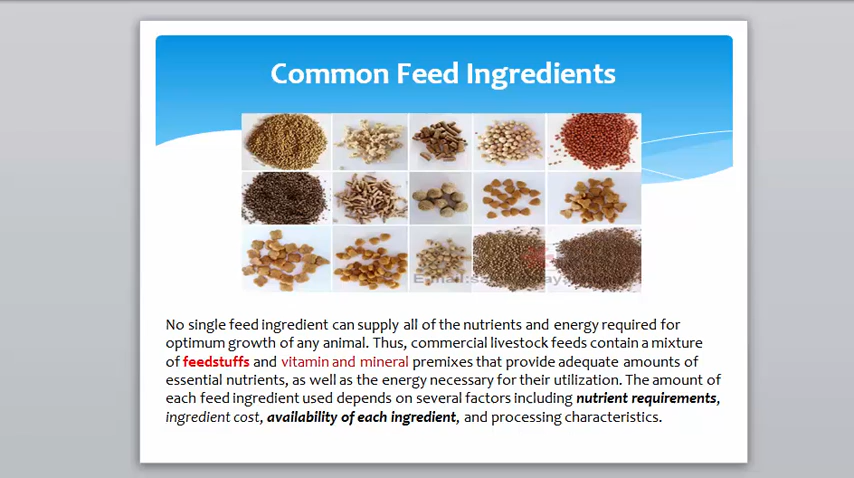 Common Feed Ingredients
E-mail:s
No single feed ingredient can supply all of the nutrients and energy required for
optimum growth of any animal. Thus, commercial livestock feeds contain a mixture
of feedstuffs and vitamin and mineral premixes that provide adequate amounts of
essential nutrients, as well as the energy necessary for their utilization. The amount of
each feed ingredient used depends on several factors including nutrient requirements,
ingredient cost, availability of each ingredient, and processing characteristics.